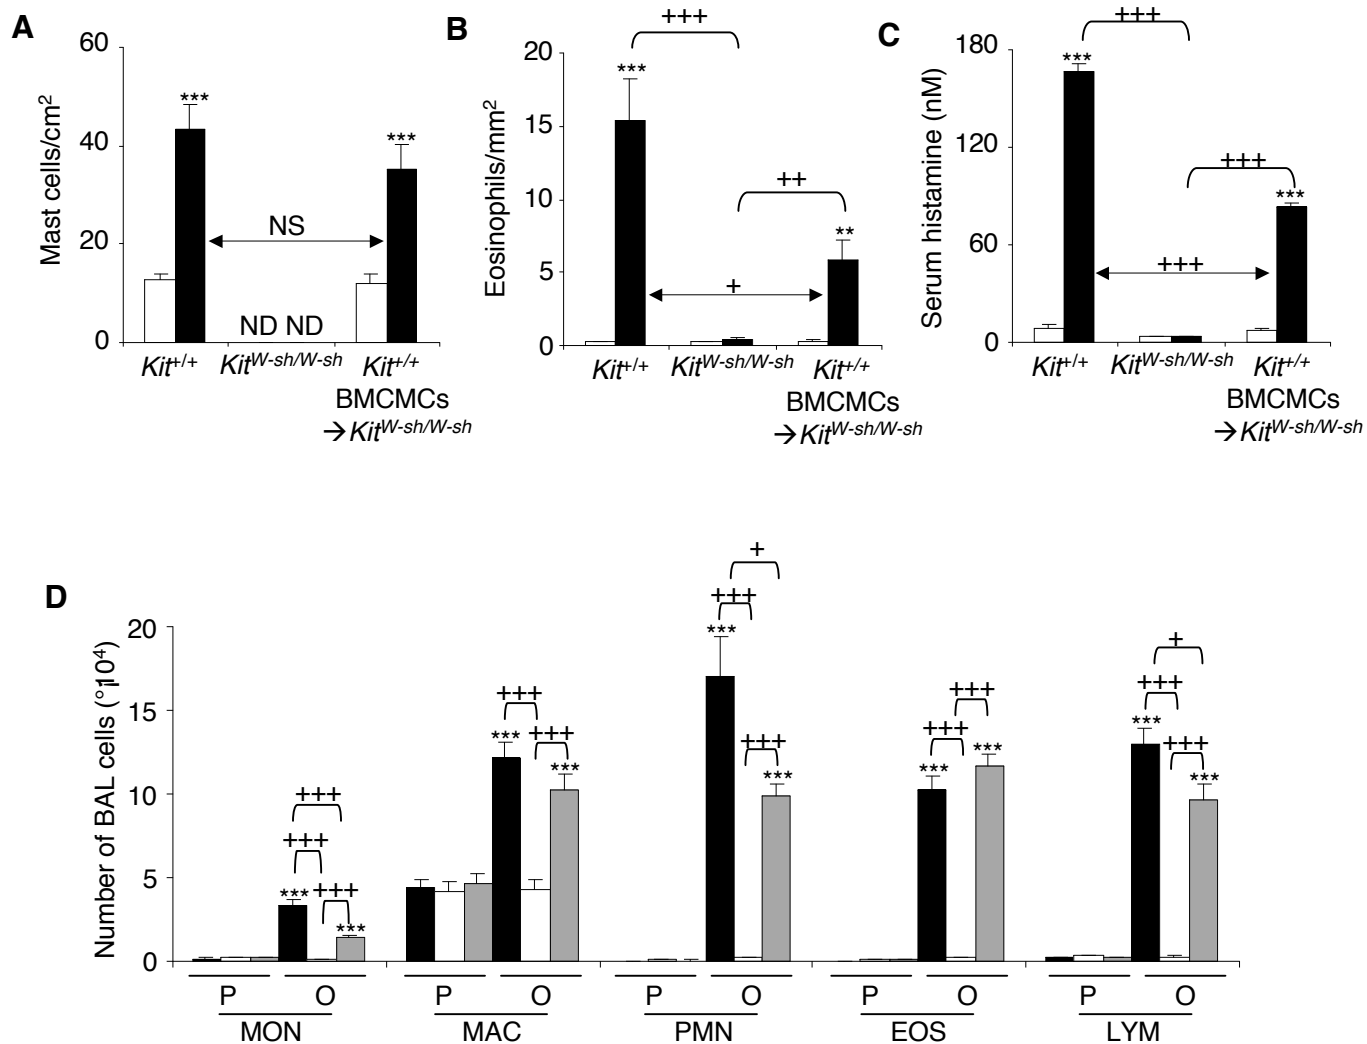 A
Mast cells/cm²
60
40
20
0
***
***
NS
ND ND
Kit+/+
KitW-sh/W-sh
Kit+/+
BMCMCs
→KitW-sh/W-sh
B
Eosinophils/mm²
20
15
10
5
0
+++
***
++
**
+
Kit+/+
KitW-sh/W-sh
Kit+/+
BMCMCs
→KitW-sh/W-sh
C
Serum histamine (nM)
180
120
60
0
+++
***
+++
***
+++
Kit+/+
KitW-sh/W-sh
Kit+/+
BMCMCs
→KitW-sh/W-sh
D
Number of BAL cells (°¡10⁴)
20
15
10
5
0
+++
+++
***
+++
***
+++
***
+++
***
+
+++
***
+++
***
+++
+++
***
***
+
+++
***
+++
***
P O P O P O P O P O
MON MAC PMN EOS LYM